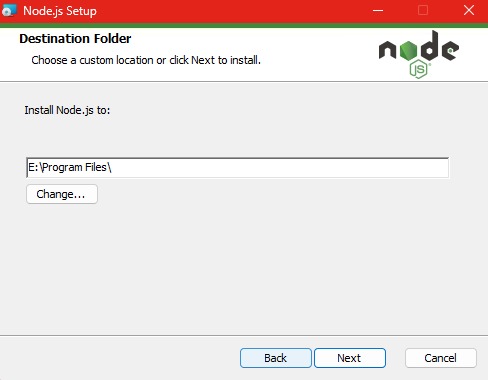 Node.js Setup
Destination Folder
Choose a custom location or click Next to install.
node
JS
Install Node.js to:
E:\Program Files\
Change...
Back
Next
Cancel